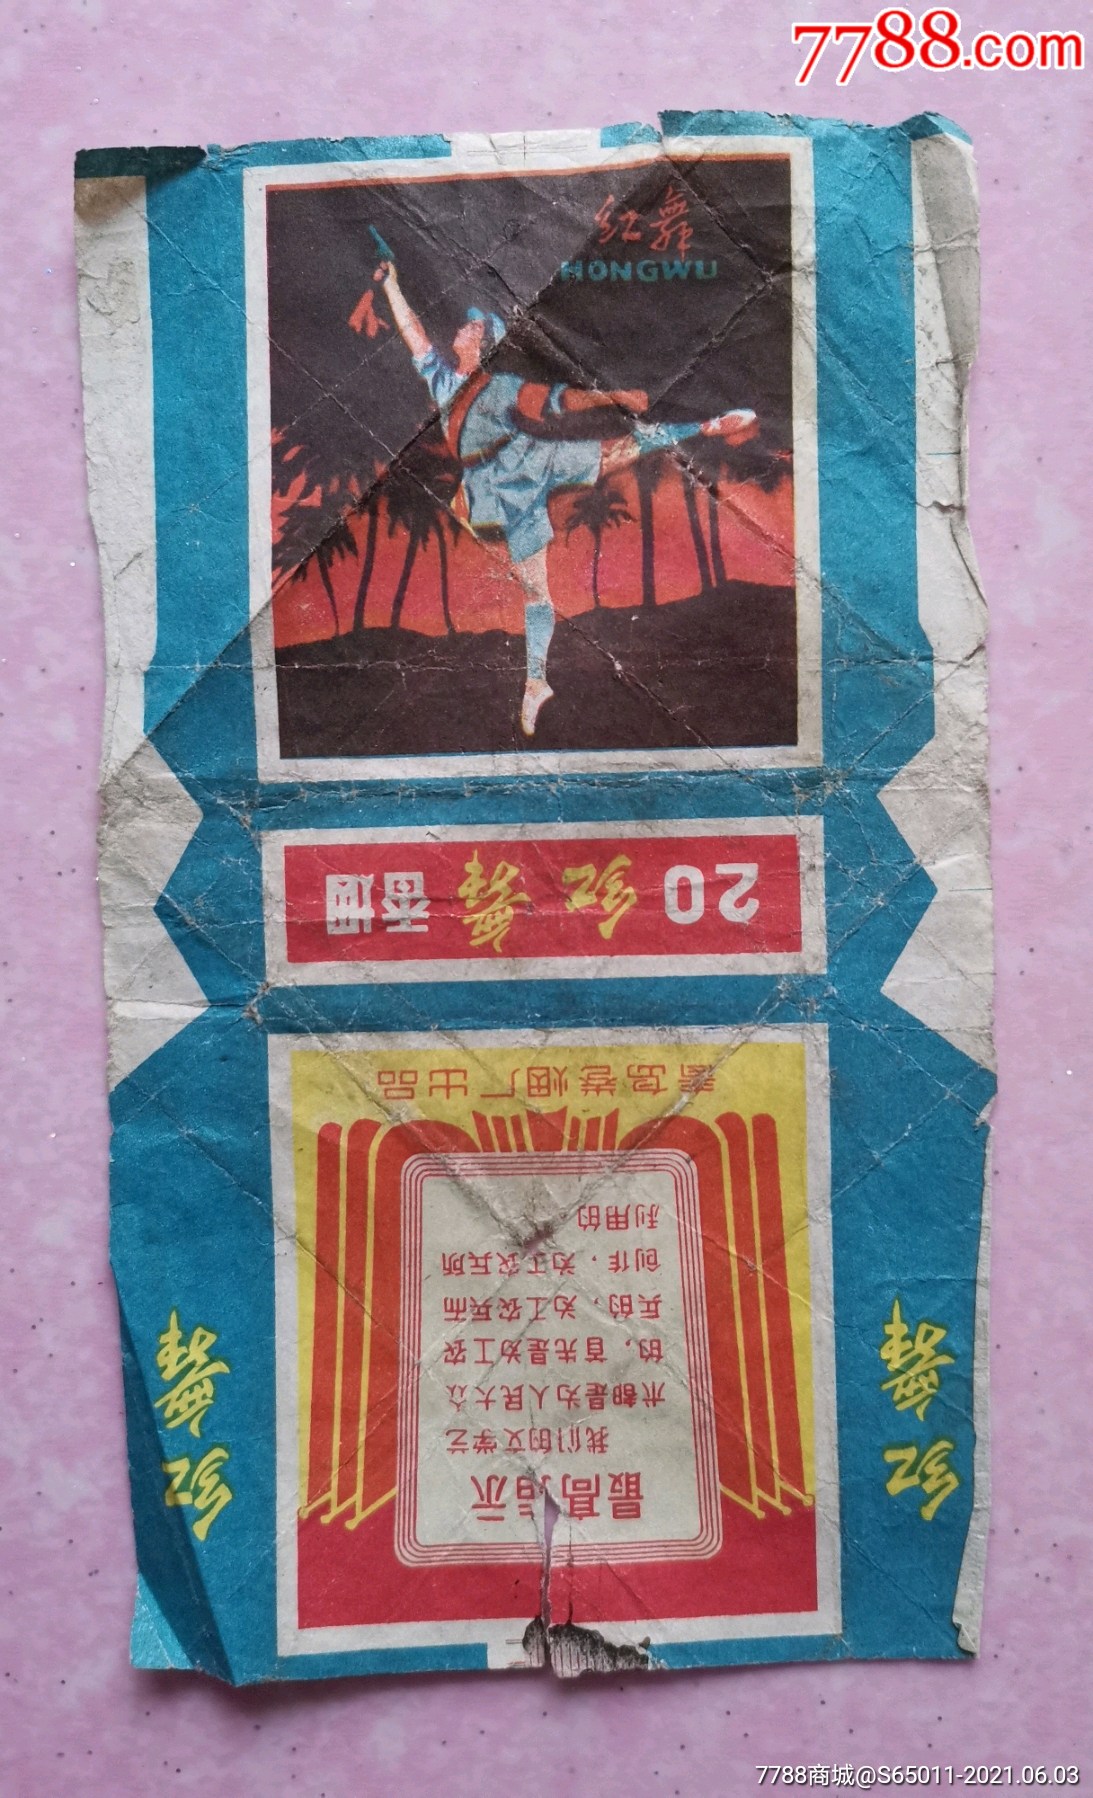 7788.com
红舞
HONGWU
20 红舞 香烟
青岛卷烟厂出品
最高指示
我们的文学艺
术都是为人民大众
的，首先是为工农
兵的，为工农兵而
创作，为工农兵所
利用的
红舞
红舞
7788商城@S65011-2021.06.03